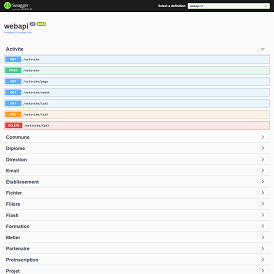 Swagger
Select a definition
webapi v1
webapi
Activite
GET /activite
POST /activite
GET /activite/page
GET /activite/count
GET /activite/{id}
PUT /activite/{id}
DELETE /activite/{id}
Commune
Diplome
Direction
Email
Etablissement
Fichier
Filiere
Flash
Formation
Metier
Partenaire
Preinscription
Projet